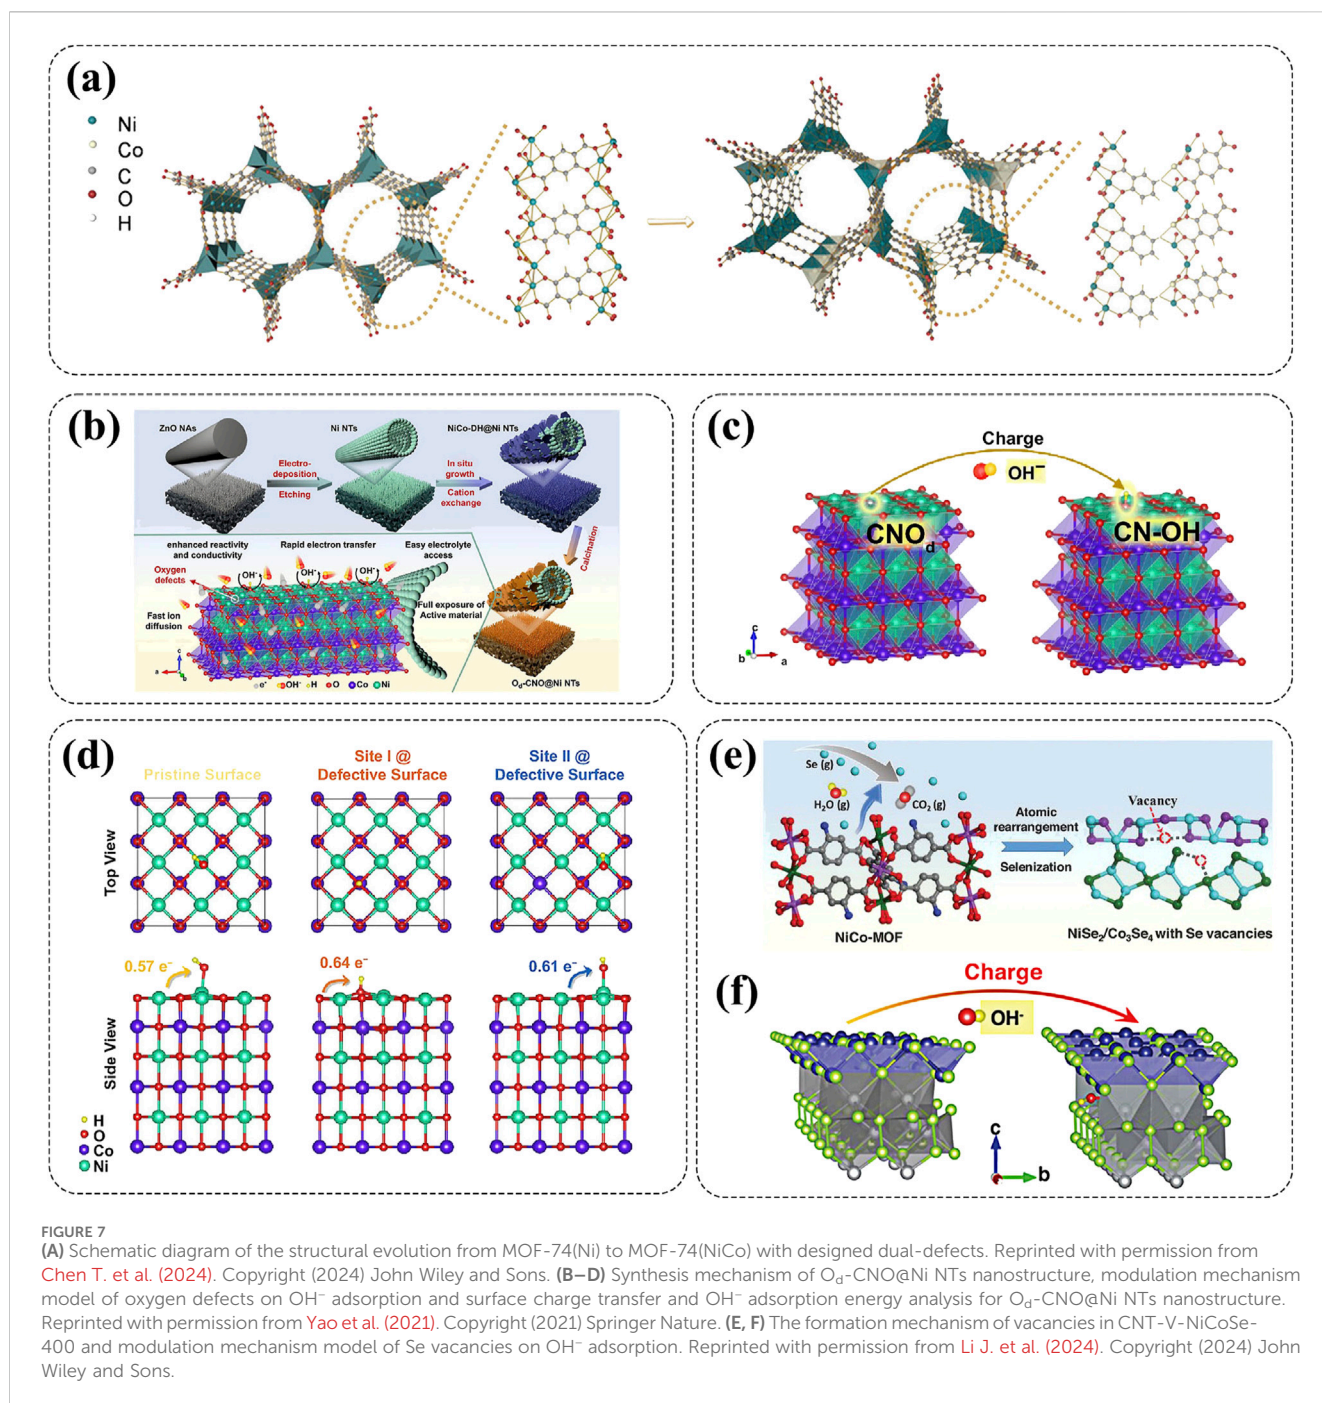 (a)
Ni
Co
C
O
H
(b)
ZnO NAs
Ni NTs
NiCo-DH@Ni NTs
Electro-
deposition
Etching
In situ
growth
Cation
exchange
Calcination
enhanced reactivity
and conductivity
Rapid electron transfer
Easy electrolyte
access
Oxygen
defects
OH⁻
OH⁻
OH⁻
Fast Ion
diffusion
Full exposure of
Active material
c
a
b
e⁻ OH⁻ H O Co Ni
Od-CNO@Ni NTs
(c)
Charge
OH⁻
CNOd
CN-OH
c
b
a
(d)
Pristine Surface
Site I @
Defective Surface
Site II @
Defective Surface
Top View
0.57 e⁻
0.64 e⁻
0.61 e⁻
Side View
H
O
Co
Ni
(e)
Se (g)
H₂O (g)
CO₂ (g)
NiCo-MOF
Atomic
rearrangement
Selenization
Vacancy
NiSe₂/Co₃Se₄ with Se vacancies
(f)
Charge
OH⁻
c
b
FIGURE 7
(A) Schematic diagram of the structural evolution from MOF-74(Ni) to MOF-74(NiCo) with designed dual-defects. Reprinted with permission from
Chen T. et al. (2024). Copyright (2024) John Wiley and Sons. (B–D) Synthesis mechanism of Od-CNO@Ni NTs nanostructure, modulation mechanism
model of oxygen defects on OH⁻ adsorption and surface charge transfer and OH⁻ adsorption energy analysis for Od-CNO@Ni NTs nanostructure.
Reprinted with permission from Yao et al. (2021). Copyright (2021) Springer Nature. (E, F) The formation mechanism of vacancies in CNT-V-NiCoSe-
400 and modulation mechanism model of Se vacancies on OH⁻ adsorption. Reprinted with permission from Li J. et al. (2024). Copyright (2024) John
Wiley and Sons.